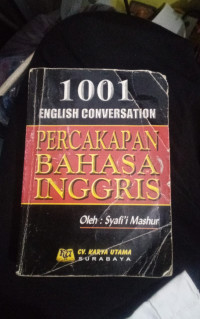 1001
ENGLISH CONVERSATION
PERCAKAPAN
BAHASA
INGGRIS
Oleh : Syafi'i Mashur
CV. KARYA UTAMA
SURABAYA